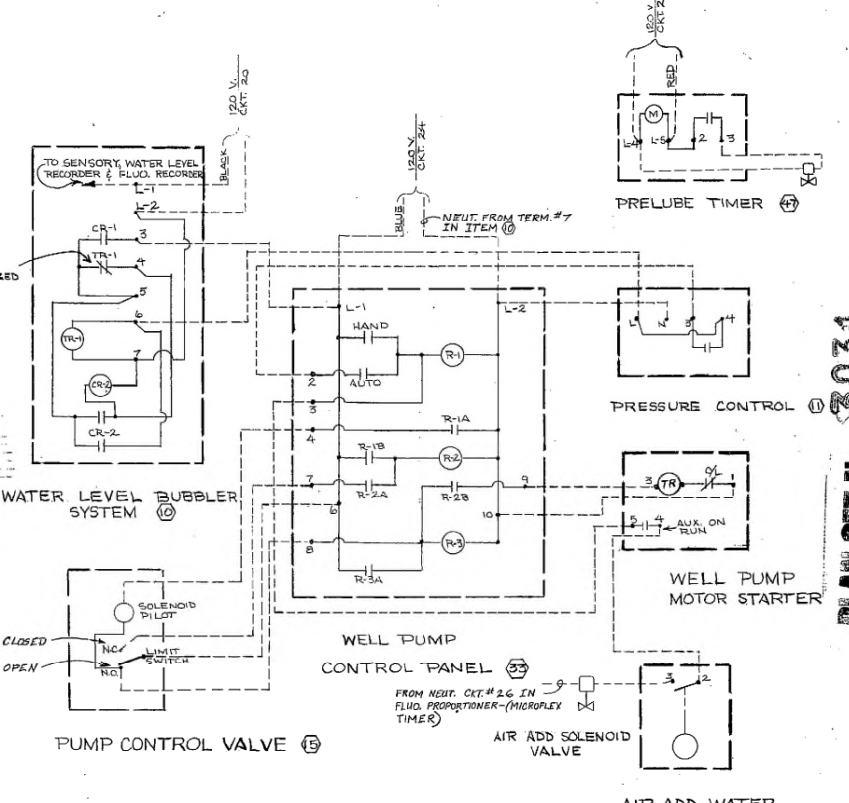 120 V.
CKT. 20
BLACK
TO SENSORY, WATER LEVEL
RECORDER & FLUO. RECORDER
L-1
L-2
CR-1
3
TR-1
4
5
6
TR-1
7
CR-2
CR-2
WATER LEVEL BUBBLER
SYSTEM 10
120 V.
CKT. 24
BLUE
NEUT. FROM TERM. #7
IN ITEM 10
L-1
L-2
HAND
R-1
2
AUTO
3
4
R-1A
R-1B
R-2
7
R-2A
R-2B
9
6
10
8
R-3
R-3A
WELL PUMP
CONTROL PANEL 33
120 V
CKT 2
RED
M
L-4
L-5
2
3
PRELUBE TIMER 47
L
N
3
4
PRESSURE CONTROL 11
3
TR
O/L
1
5
4
AUX. ON
RUN
WELL PUMP
MOTOR STARTER
SOLENOID
PILOT
CLOSED
N.C.
LIMIT
SWITCH
OPEN
N.O.
PUMP CONTROL VALVE 15
FROM NEUT. CKT. # 26 IN
FLUO. PROPORTIONER-(MICROFLEX
TIMER)
AIR ADD SOLENOID
VALVE
3
2
AIR ADD WATER